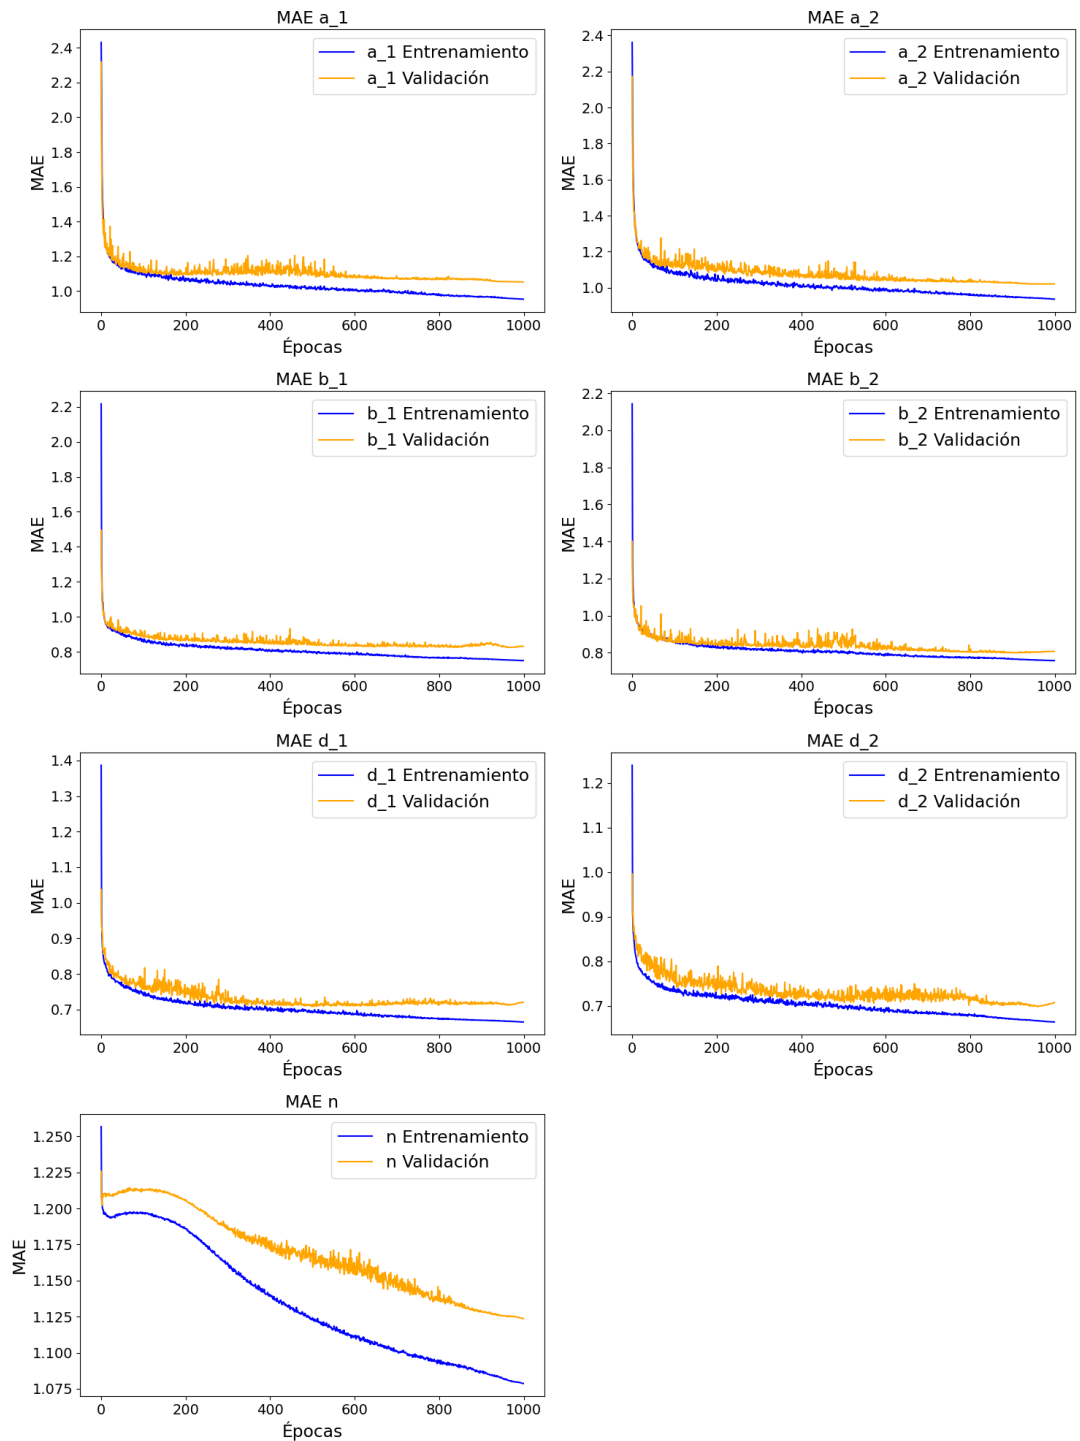 MAE a_1
2.4
2.2
2.0
1.8
1.6
1.4
1.2
1.0
MAE
a_1 Entrenamiento
a_1 Validación
0 200 400 600 800 1000
Épocas
MAE a_2
2.4
2.2
2.0
1.8
1.6
1.4
1.2
1.0
MAE
a_2 Entrenamiento
a_2 Validación
0 200 400 600 800 1000
Épocas
MAE b_1
2.2
2.0
1.8
1.6
1.4
1.2
1.0
0.8
MAE
b_1 Entrenamiento
b_1 Validación
0 200 400 600 800 1000
Épocas
MAE b_2
2.2
2.0
1.8
1.6
1.4
1.2
1.0
0.8
MAE
b_2 Entrenamiento
b_2 Validación
0 200 400 600 800 1000
Épocas
MAE d_1
1.4
1.3
1.2
1.1
1.0
0.9
0.8
0.7
MAE
d_1 Entrenamiento
d_1 Validación
0 200 400 600 800 1000
Épocas
MAE d_2
1.2
1.1
1.0
0.9
0.8
0.7
MAE
d_2 Entrenamiento
d_2 Validación
0 200 400 600 800 1000
Épocas
MAE n
1.250
1.225
1.200
1.175
1.150
1.125
1.100
1.075
MAE
n Entrenamiento
n Validación
0 200 400 600 800 1000
Épocas